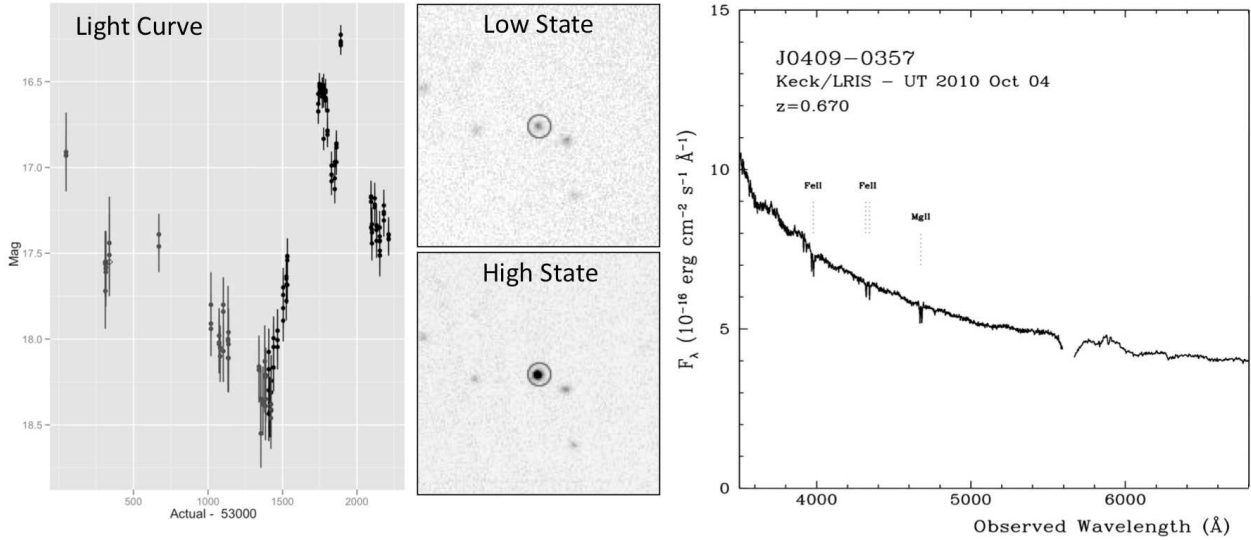 Light Curve
16.5
17.0
17.5
18.0
18.5
Mag
500
1000
1500
2000
Actual - 53000
Low State
High State
15
10
5
0
F_λ (10⁻¹⁶ erg cm⁻² s⁻¹ Å⁻¹)
J0409-0357
Keck/LRIS - UT 2010 Oct 04
z=0.670
FeII
FeII
MgII
4000
5000
6000
Observed Wavelength (Å)